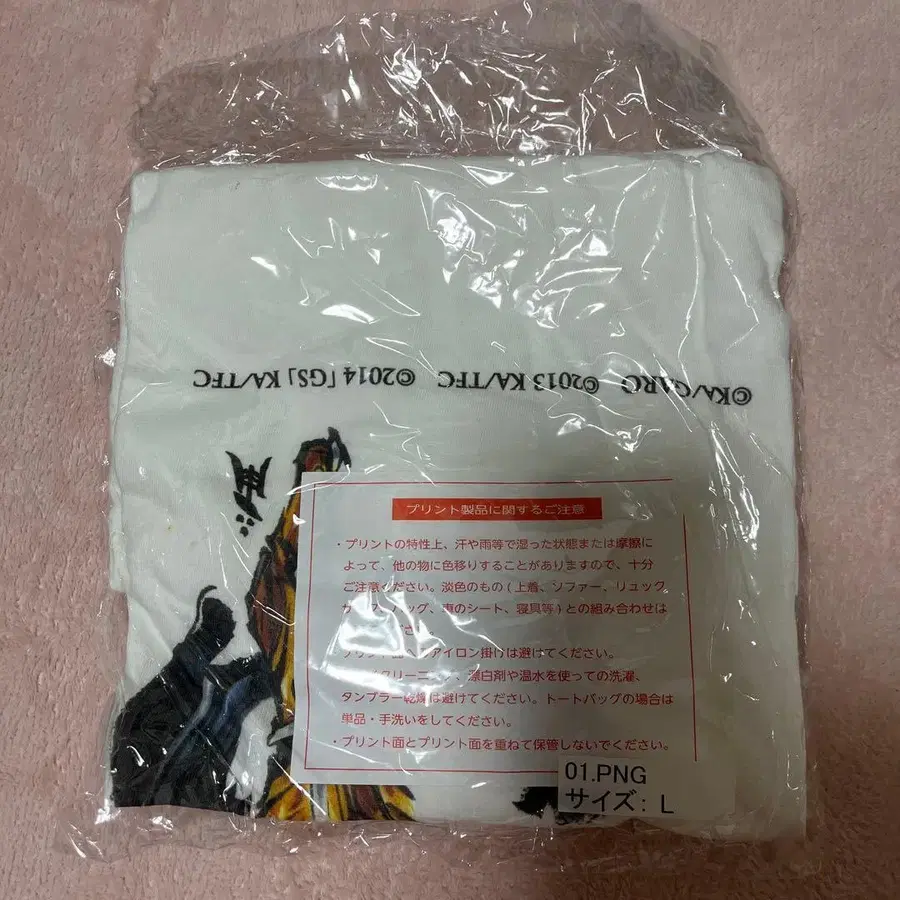 ©KA/GARO ©2013 KA/TFC ©2014「GS」KA/TFC
プリント製品に関するご注意
・プリントの特性上、汗や雨等で湿った状態または摩擦に
よって、他の物に色移りすることがありますので、十分
ご注意ください。淡色のもの(上着、ソファー、リュック
車のシート、寝具等)との組み合わせは
ださい。
アイロン掛けは避けてください。
漂白剤や温水を使っての洗濯、
タンブラー乾燥は避けてください。トートバッグの場合は
単品・手洗いをしてください。
・プリント面とプリント面を重ねて保管しないでください。
01.PNG
サイズ: L